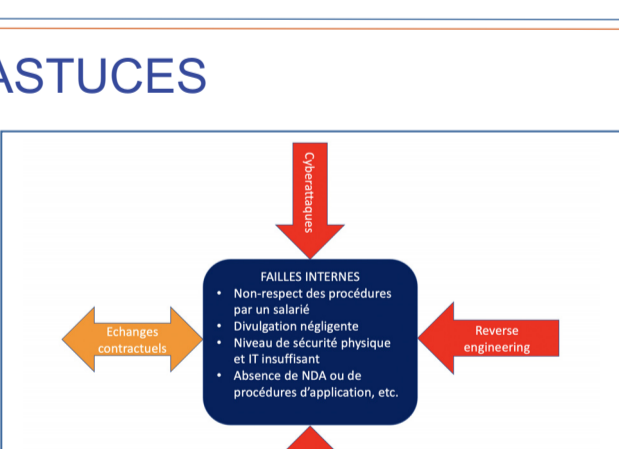 ASTUCES
Cyberattaques
FAILLES INTERNES
• Non-respect des procédures
par un salarié
• Divulgation négligente
• Niveau de sécurité physique
et IT insuffisant
• Absence de NDA ou de
procédures d’application, etc.
Echanges
contractuels
Reverse
engineering